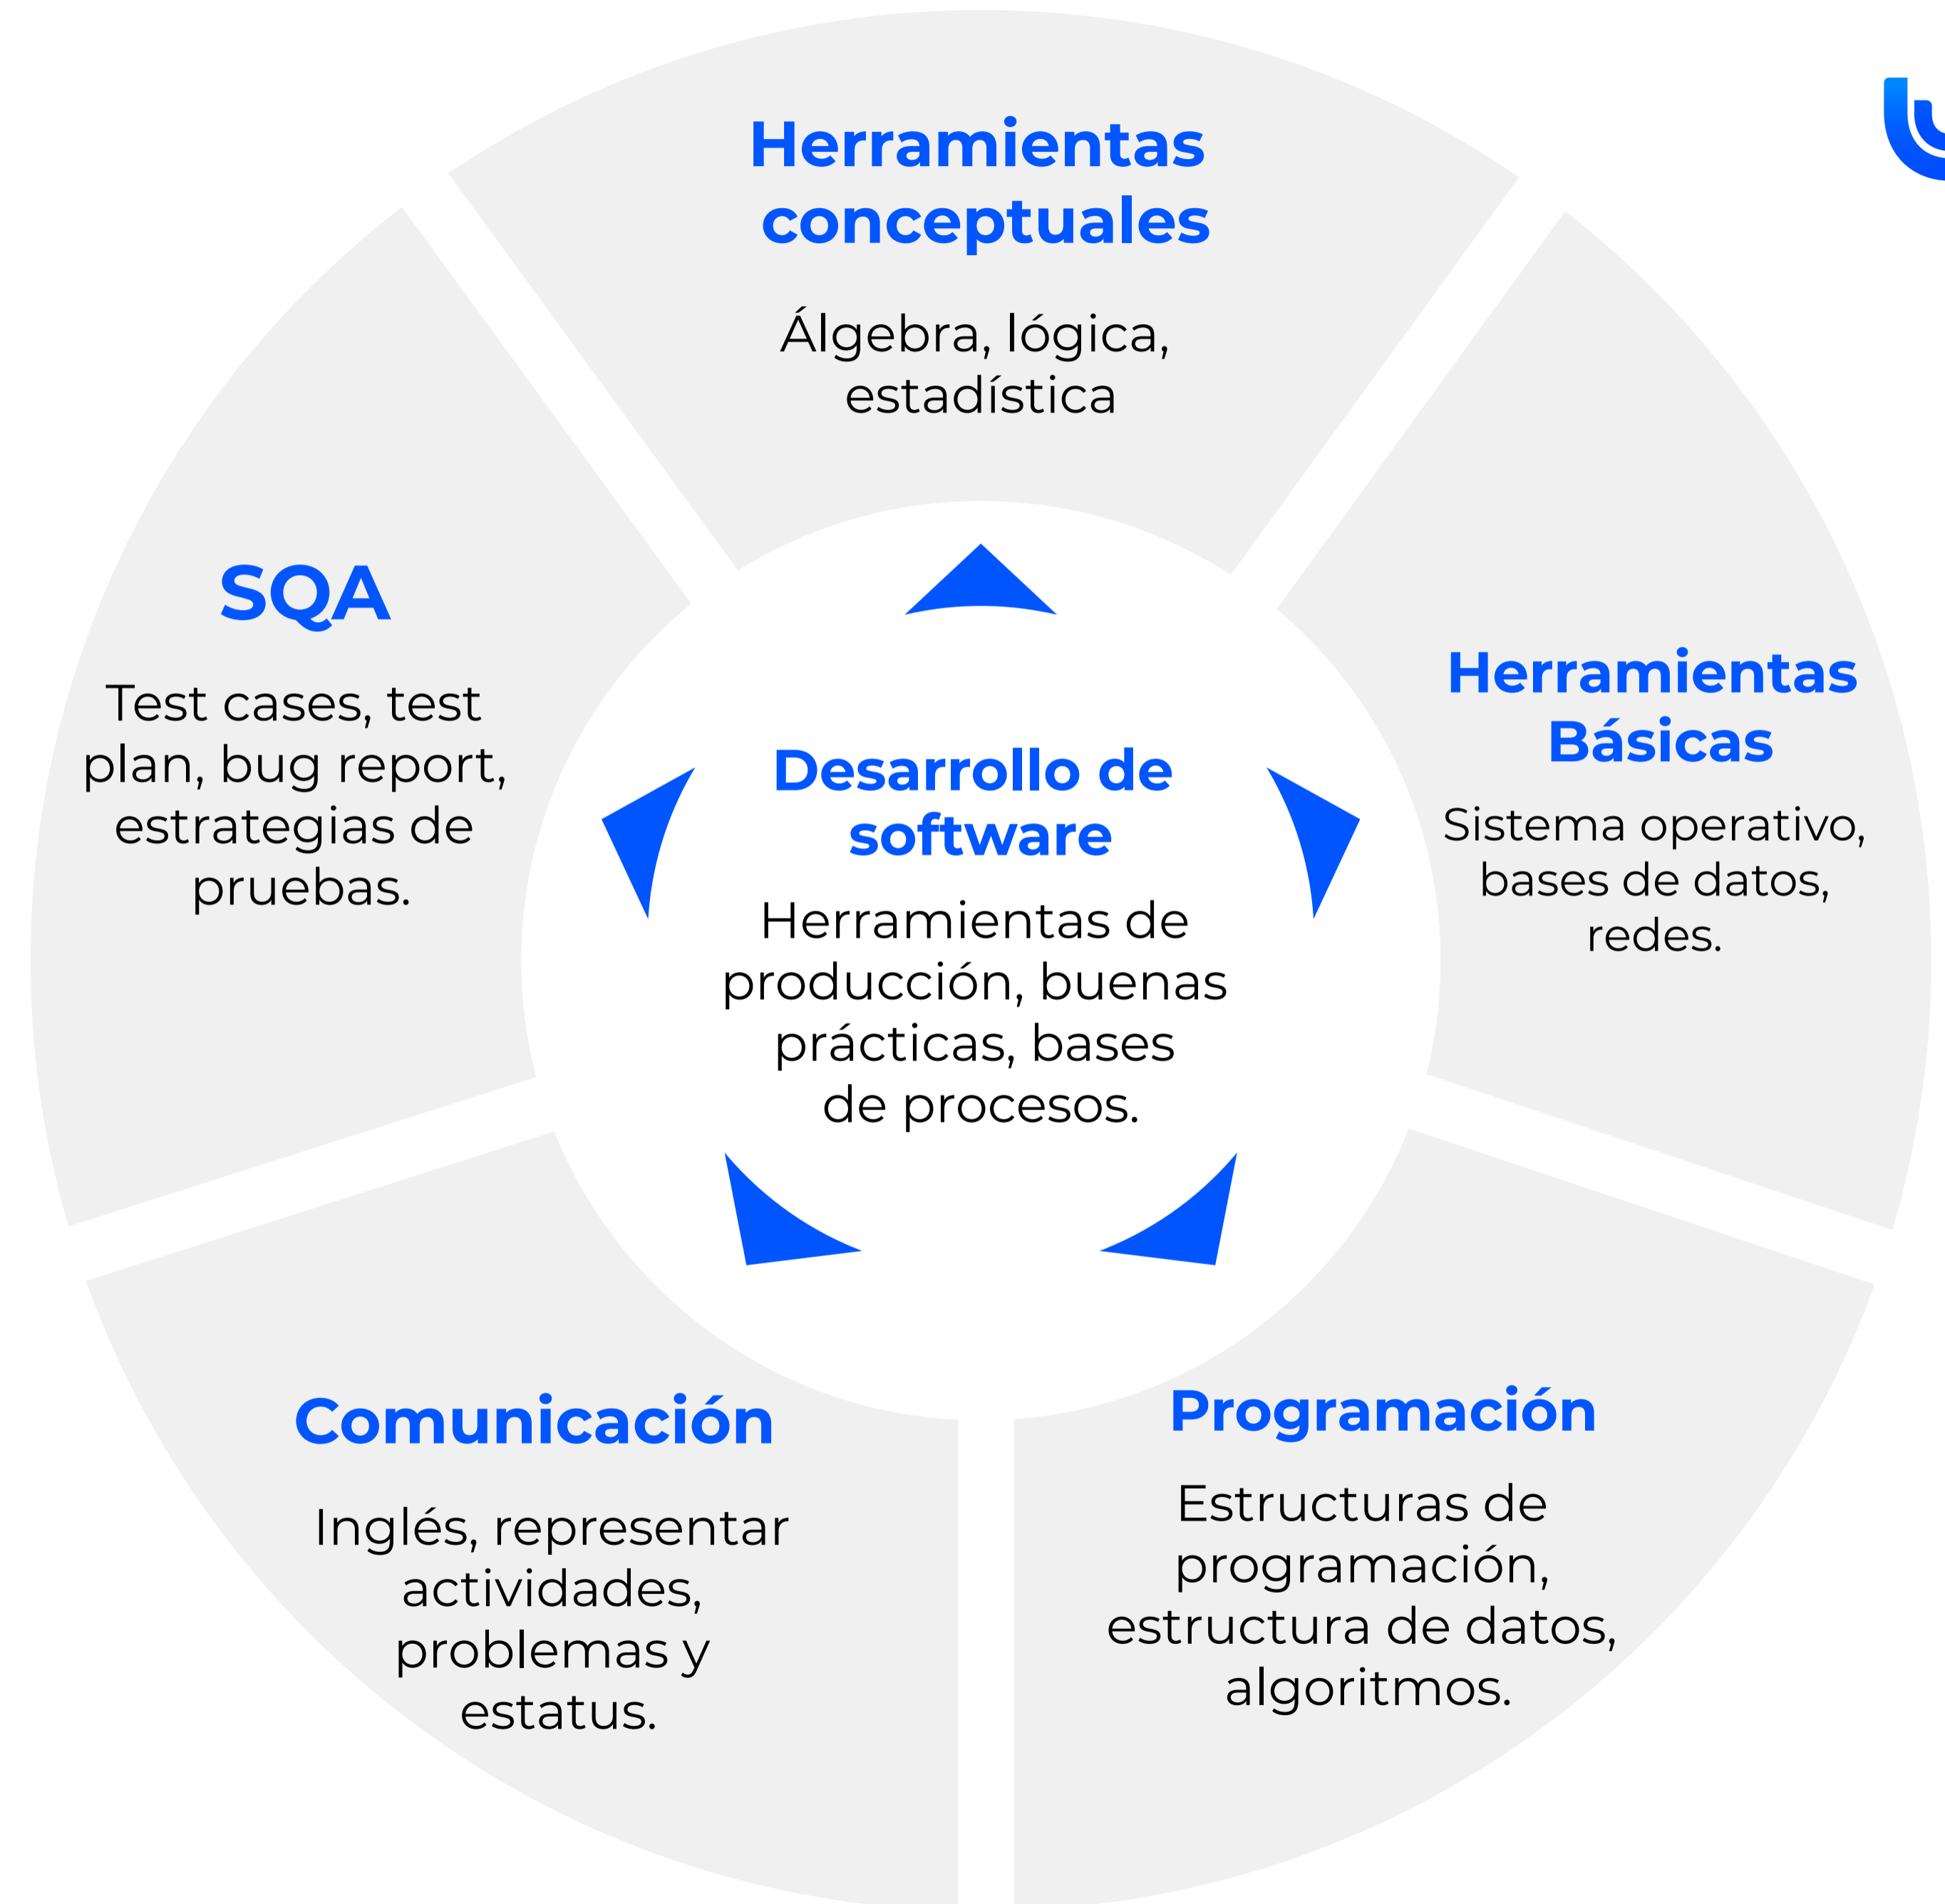 Herramientas
conceptuales
Álgebra, lógica,
estadística
SQA
Test cases, test
plan, bug report,
estrategias de
pruebas.
Desarrollo de
software
Herramientas de
producción, buenas
prácticas, bases
de procesos.
Herramientas
Básicas
Sistema operativo,
bases de datos,
redes.
Comunicación
Inglés, representar
actividades,
problemas y
estatus.
Programación
Estructuras de
programación,
estructura de datos,
algoritmos.